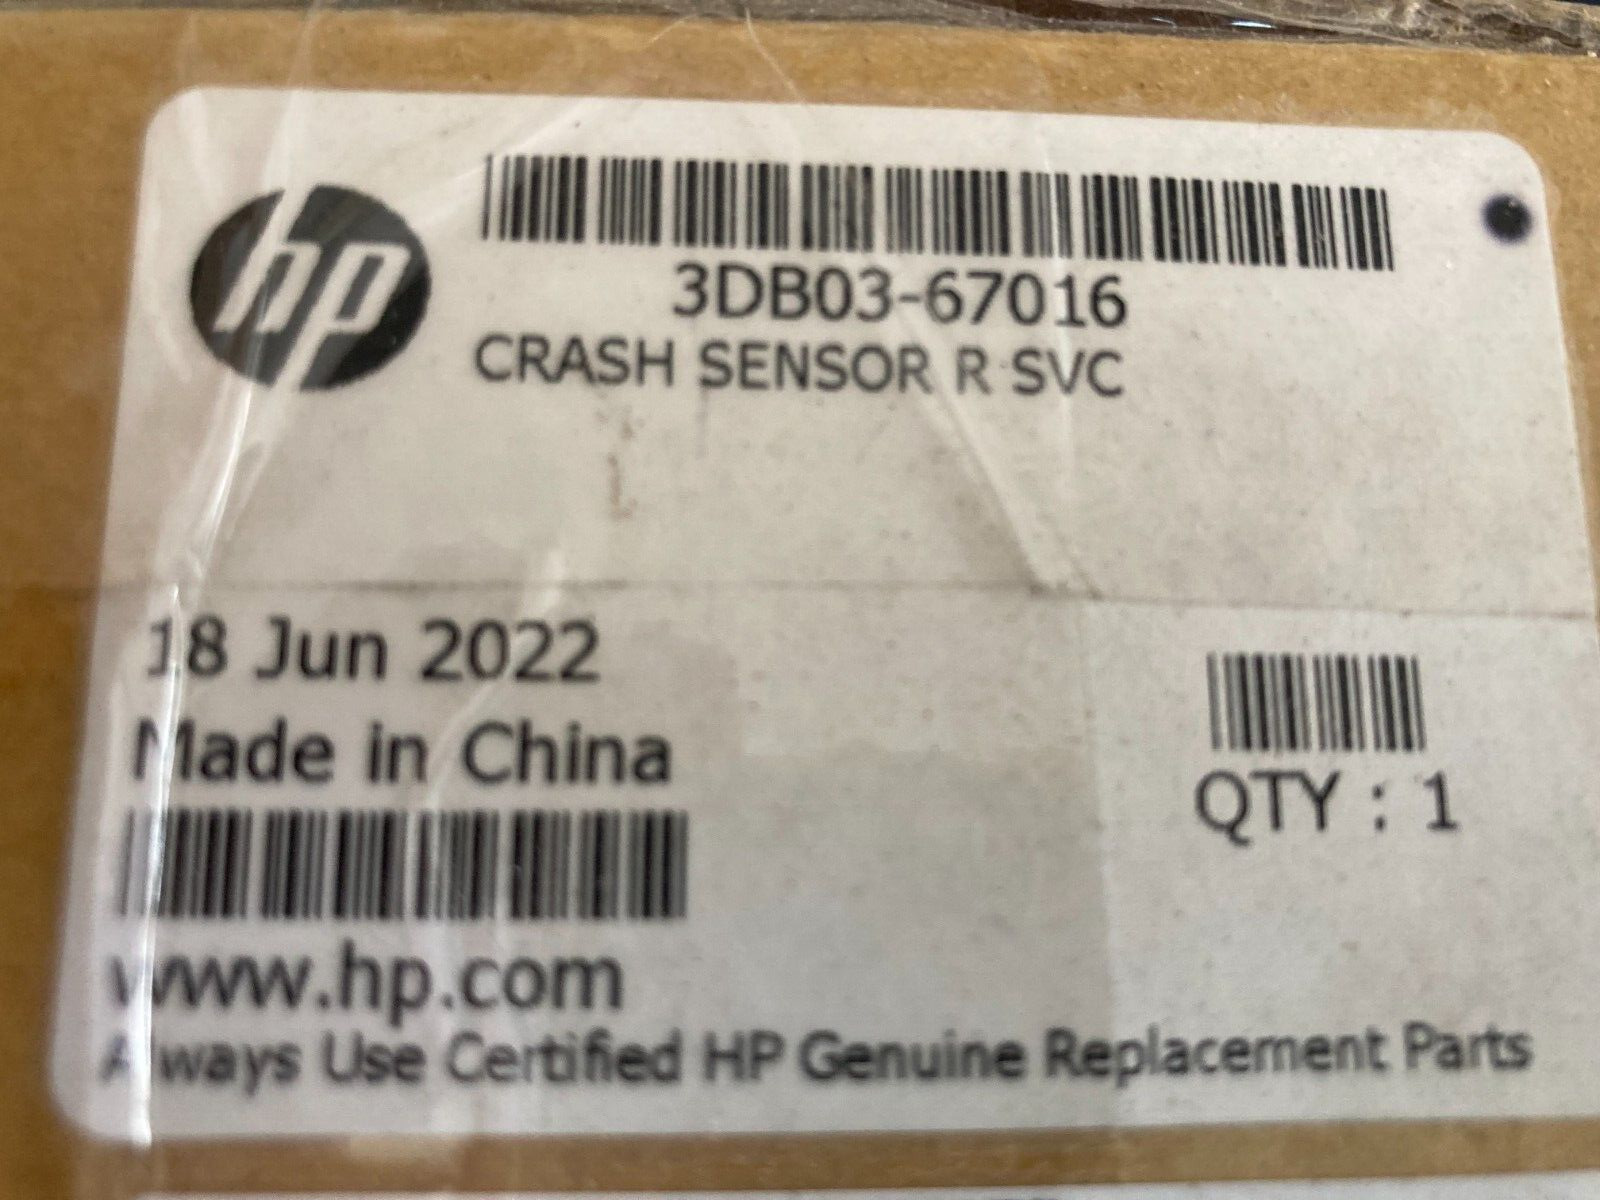 hp
3DB03-67016
CRASH SENSOR R SVC
18 Jun 2022
Made in China
QTY : 1
www.hp.com
Always Use Certified HP Genuine Replacement Parts